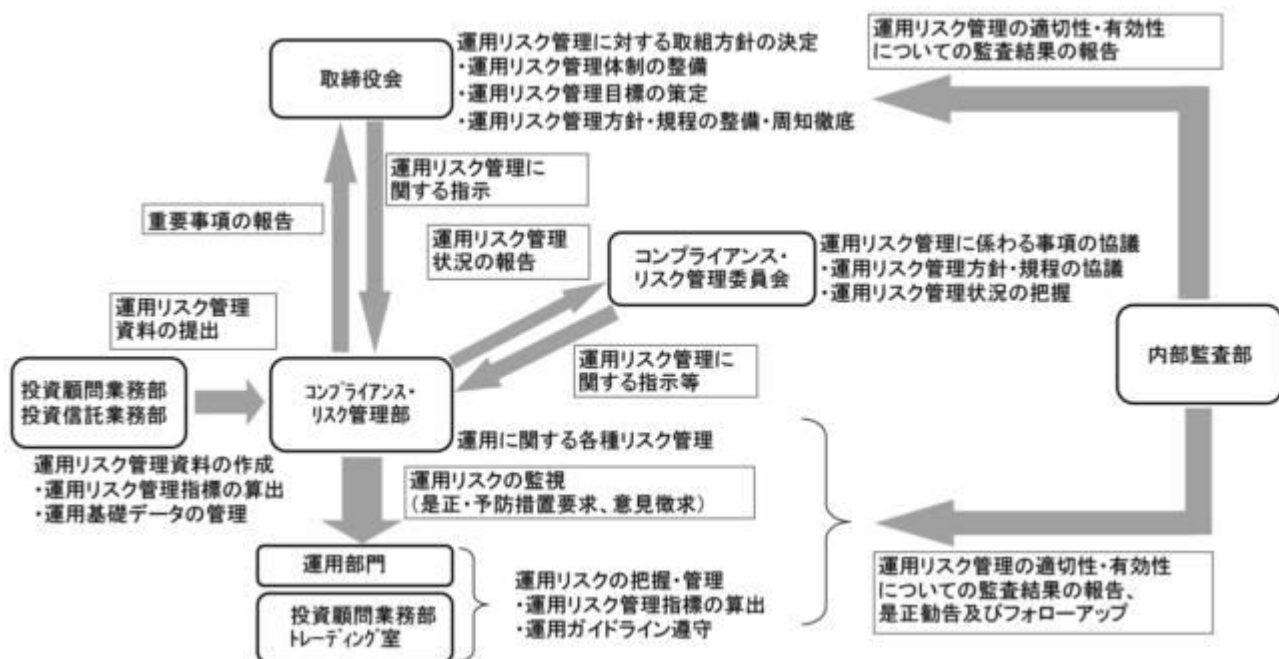 取締役会
運用リスク管理に対する取組方針の決定
・運用リスク管理体制の整備
・運用リスク管理目標の策定
・運用リスク管理方針・規程の整備・周知徹底
運用リスク管理の適切性・有効性
についての監査結果の報告
運用リスク管理に
関する指示
重要事項の報告
運用リスク管理
状況の報告
コンプライアンス・
リスク管理委員会
運用リスク管理に係わる事項の協議
・運用リスク管理方針・規程の協議
・運用リスク管理状況の把握
運用リスク管理
資料の提出
内部監査部
運用リスク管理に
関する指示等
投資顧問業務部
投資信託業務部
コンプライアンス・
リスク管理部
運用に関する各種リスク管理
運用リスク管理資料の作成
・運用リスク管理指標の算出
・運用基礎データの管理
運用リスクの監視
(是正・予防措置要求、意見徴求)
運用部門
投資顧問業務部
トレーディング室
運用リスクの把握・管理
・運用リスク管理指標の算出
・運用ガイドライン遵守
運用リスク管理の適切性・有効性
についての監査結果の報告、
是正勧告及びフォローアップ